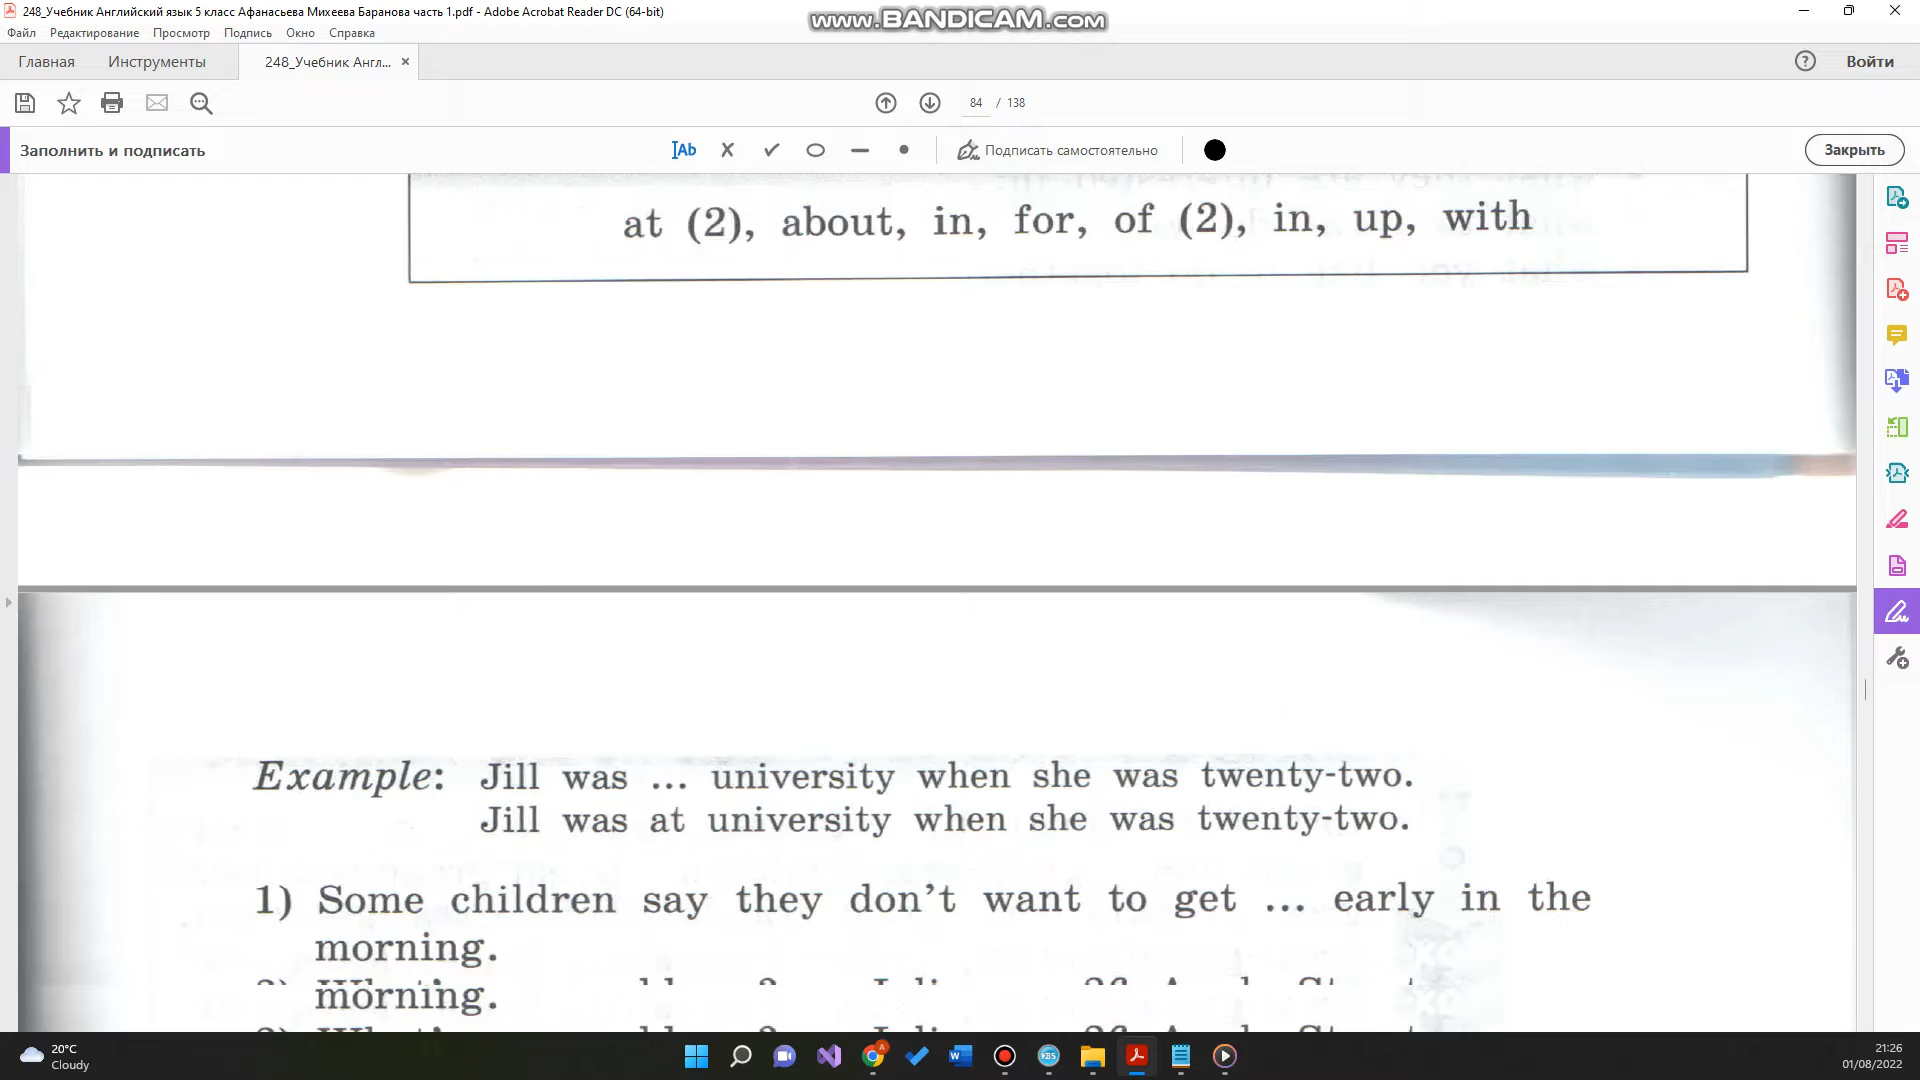 248_Учебник Английский язык 5 класс Афанасьева Михеева Баранова часть 1.pdf - Adobe Acrobat Reader DC (64-bit)
www.BANDICAM.com
Файл Редактирование Просмотр Подпись Окно Справка
Главная Инструменты 248_Учебник Англ... × Войти
84 / 138
Заполнить и подписать Ab Подписать самостоятельно Закрыть
at (2), about, in, for, of (2), in, up, with
Example: Jill was ... university when she was twenty-two.
Jill was at university when she was twenty-two.
1) Some children say they don't want to get ... early in the
morning.
morning.
20°C
Cloudy
21:26
01/08/2022